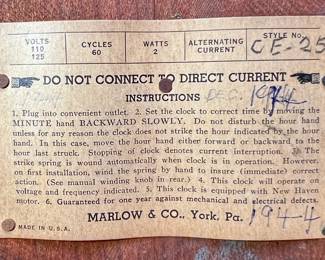 VOLTS 110 125 CYCLES 60 WATTS 2 ALTERNATING CURRENT STYLE No. CE-25
DO NOT CONNECT TO DIRECT CURRENT
INSTRUCTIONS DEC. 1944
1. Plug into convenient outlet. 2. Set the clock to correct time by moving the
MINUTE hand BACKWARD SLOWLY. Do not disturb the hour hand
unless for any reason the clock does not strike the hour indicated by the hour
hand. In this case, move the hour hand either forward or backward to the
hour last struck. Stopping of clock denotes current interruption. 3. The
strike spring is wound automatically when clock is in operation. However,
on first installation, wind the spring by hand to insure (immediate) correct
action. (See manual winding knob in rear.) 4. This clock will operate on
voltage and frequency indicated. 5. This clock is equipped with New Haven
motor. 6. Guaranteed for one year against mechanical and electrical defects.
MARLOW & CO., York, Pa. 1944
MADE IN U.S.A.